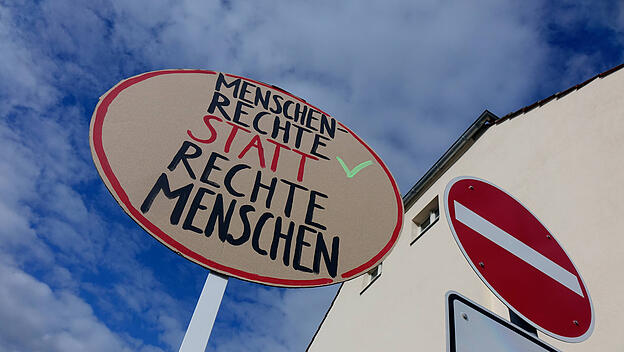 MENSCHEN-
RECHTE
STATT
RECHTE
MENSCHEN